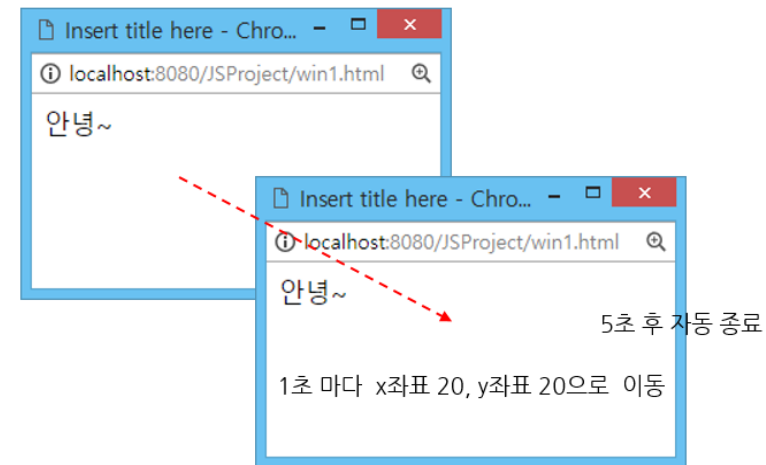 Insert title here - Chro...
localhost:8080/JSProject/win1.html
안녕~
Insert title here - Chro...
localhost:8080/JSProject/win1.html
안녕~
5초 후 자동 종료
1초 마다 x좌표 20, y좌표 20으로 이동